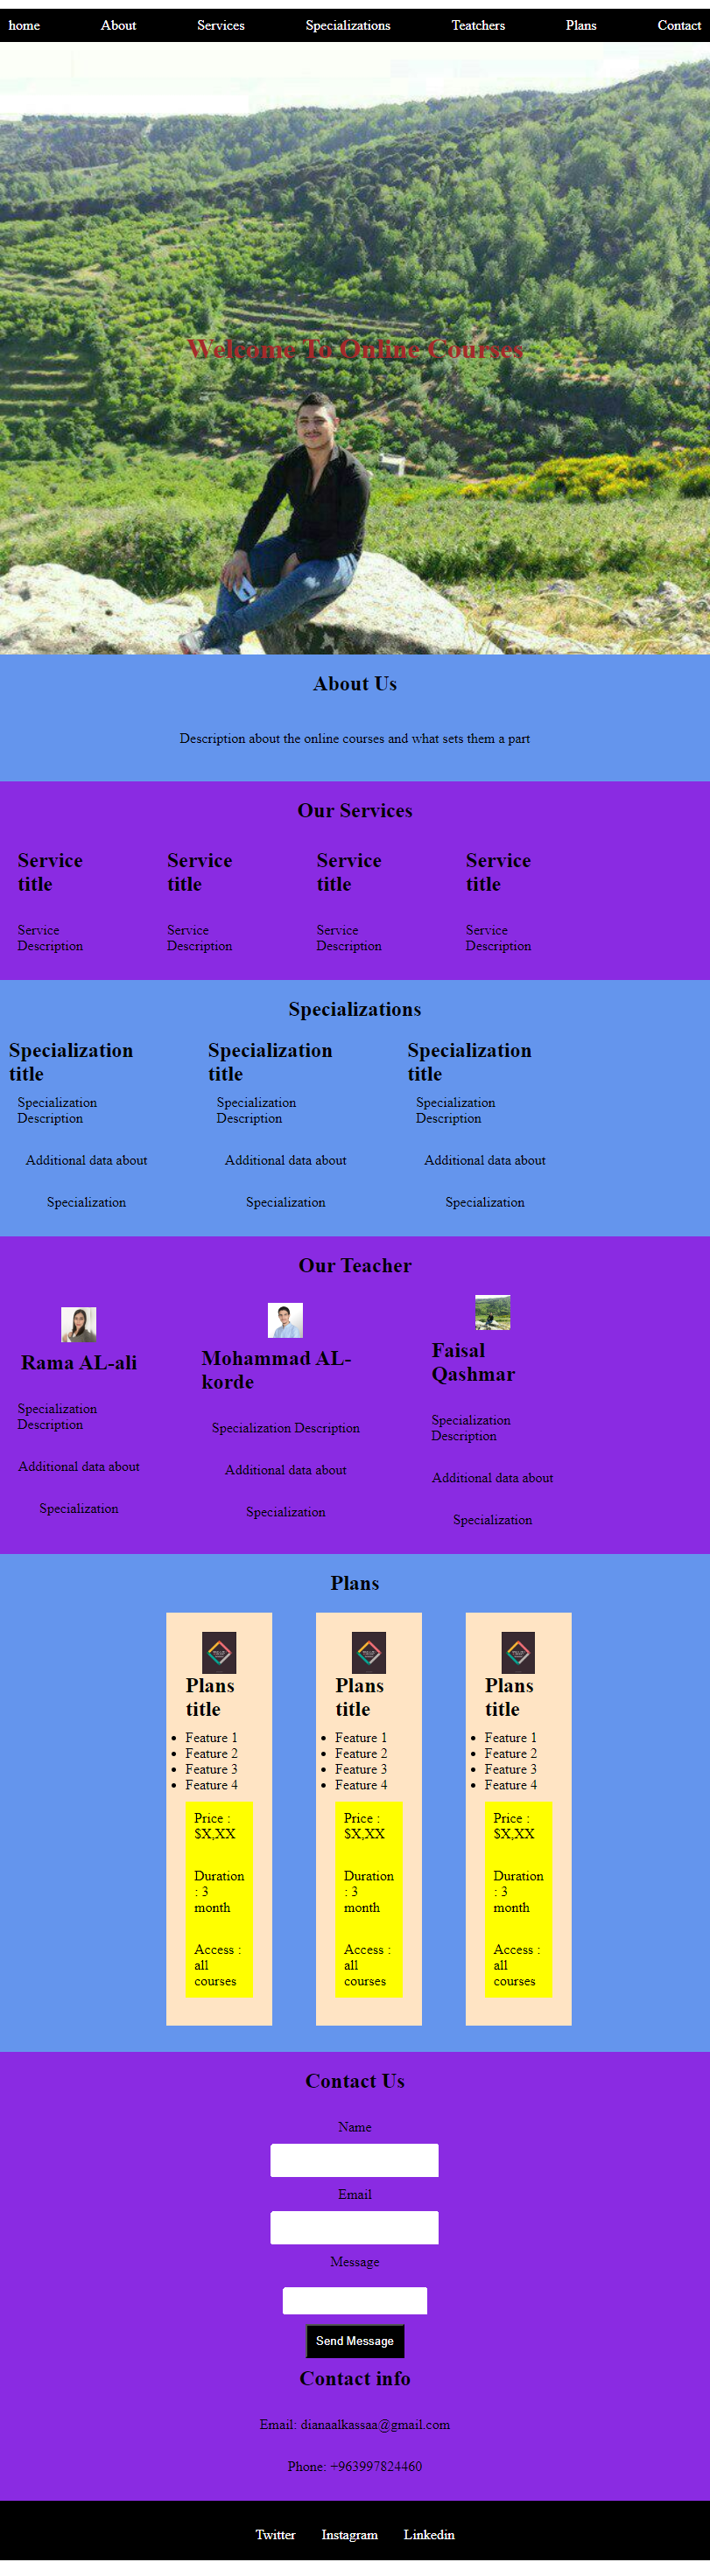 home About Services Specializations Teatchers Plans Contact
Welcome To Online Courses
About Us
Description about the online courses and what sets them a part
Our Services
Service title
Service Description
Service title
Service Description
Service title
Service Description
Service title
Service Description
Specializations
Specialization title
Specialization Description
Additional data about
Specialization
Specialization title
Specialization Description
Additional data about
Specialization
Specialization title
Specialization Description
Additional data about
Specialization
Our Teacher
Rama AL-ali
Specialization Description
Additional data about
Specialization
Mohammad AL-korde
Specialization Description
Additional data about
Specialization
Faisal Qashmar
Specialization Description
Additional data about
Specialization
Plans
Plans title
Feature 1
Feature 2
Feature 3
Feature 4
Price : $X,XX
Duration : 3 month
Access : all courses
Plans title
Feature 1
Feature 2
Feature 3
Feature 4
Price : $X,XX
Duration : 3 month
Access : all courses
Plans title
Feature 1
Feature 2
Feature 3
Feature 4
Price : $X,XX
Duration : 3 month
Access : all courses
Contact Us
Name
Email
Message
Send Message
Contact info
Email: dianaalkassaa@gmail.com
Phone: +963997824460
Twitter Instagram Linkedin